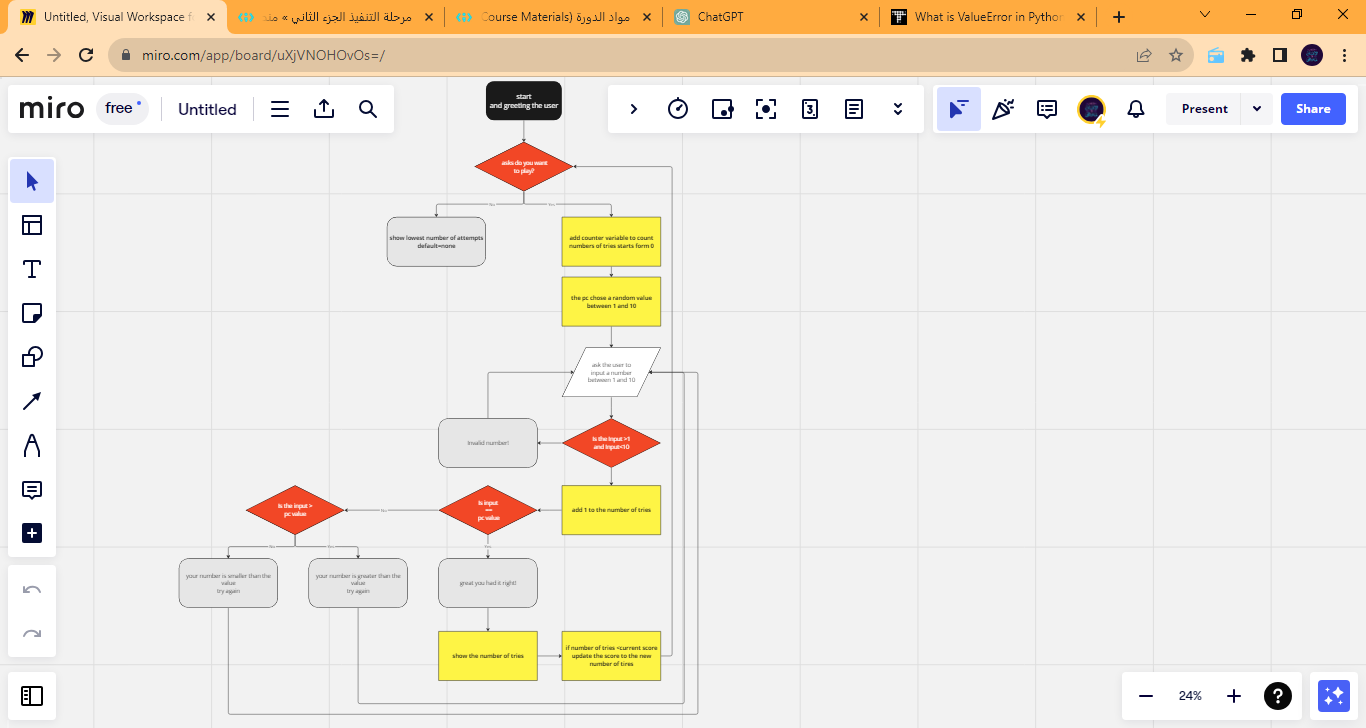 Untitled, Visual Workspace f
مرحلة التنفيذ الجزء الثاني » منت
مواد الدورة (Course Materials
ChatGPT
What is ValueError in Python
miro.com/app/board/uXjVNOHOvOs=/
miro
free
Untitled
Present
Share
start
and greeting the user
asks do you want
to play?
No
Yes
show lowest number of attempts
default=none
add counter variable to count
numbers of tries starts form 0
the pc chose a random value
between 1 and 10
ask the user to
input a number
between 1 and 10
Invalid number!
Is the input >1
and input<10
Is the input >
pc value
No
Is input
==
pc value
add 1 to the number of tries
No
Yes
Yes
your number is smaller than the
value
try again
your number is greater than the
value
try again
great you had it right!
show the number of tries
if number of tries <current score
update the score to the new
number of tires
24%